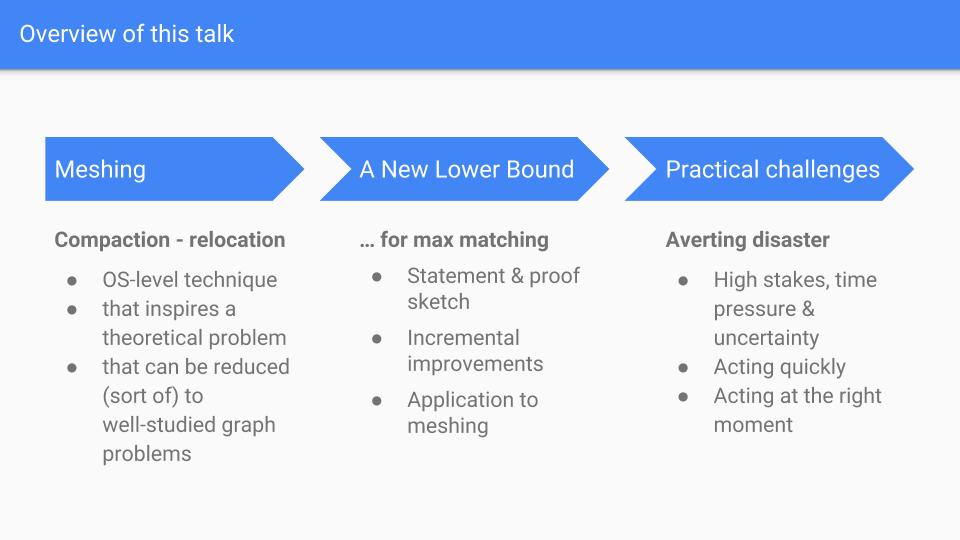 Overview of this talk
Meshing
A New Lower Bound
Practical challenges
Compaction - relocation
● OS-level technique
● that inspires a
theoretical problem
● that can be reduced
(sort of) to
well-studied graph
problems
... for max matching
● Statement & proof
sketch
● Incremental
improvements
● Application to
meshing
Averting disaster
● High stakes, time
pressure &
uncertainty
● Acting quickly
● Acting at the right
moment